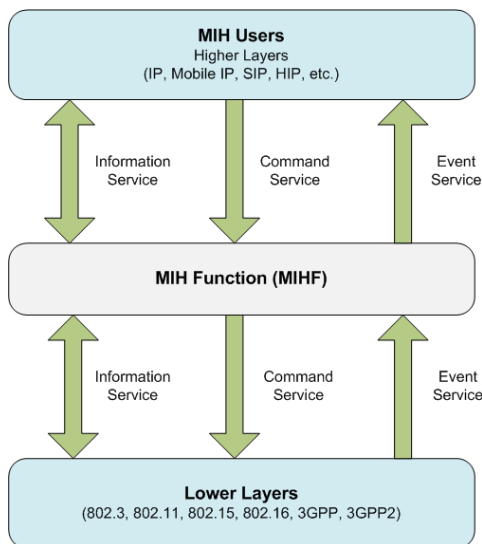 MIH Users
Higher Layers
(IP, Mobile IP, SIP, HIP, etc.)
Information
Service
Command
Service
Event
Service
MIH Function (MIHF)
Information
Service
Command
Service
Event
Service
Lower Layers
(802.3, 802.11, 802.15, 802.16, 3GPP, 3GPP2)